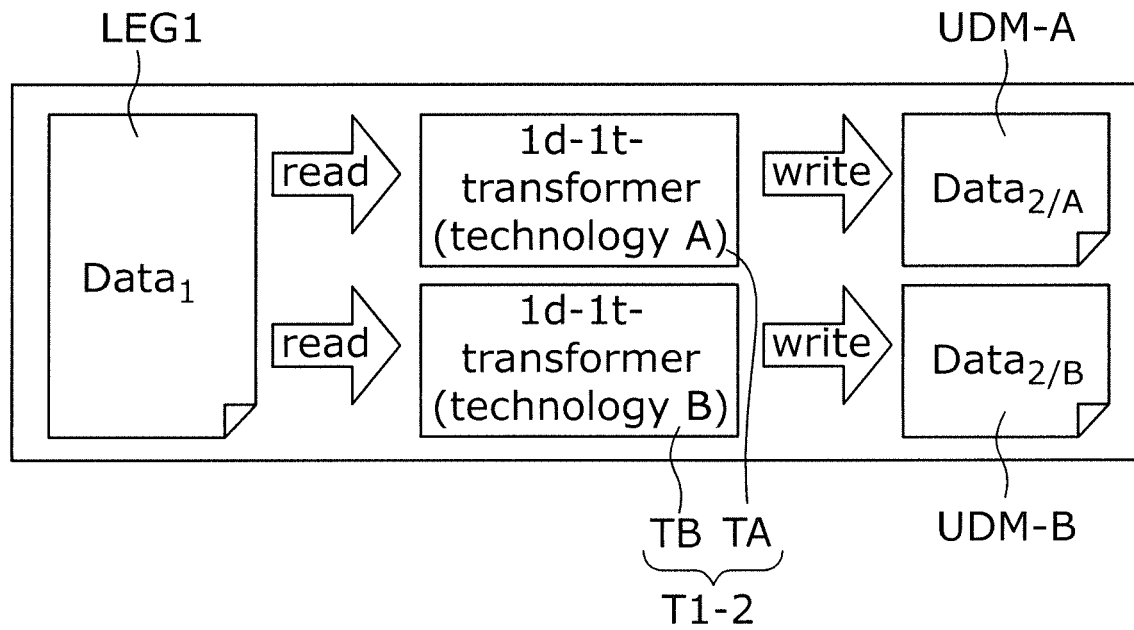 LEG1
UDM-A
Data₁
read
1d-1t-
transformer
(technology A)
write
Data₂/A
read
1d-1t-
transformer
(technology B)
write
Data₂/B
TB
TA
UDM-B
T1-2